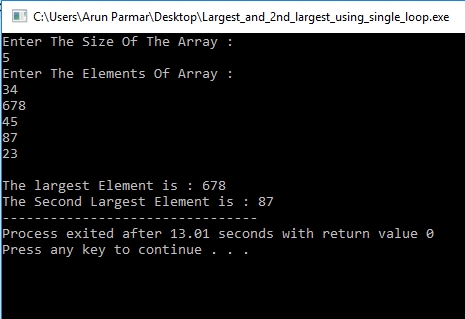 C:\Users\Arun Parmar\Desktop\Largest_and_2nd_largest_using_single_loop.exe
Enter The Size Of The Array :
5
Enter The Elements Of Array :
34
678
45
87
23
The largest Element is : 678
The Second Largest Element is : 87
--------------------------------
Process exited after 13.01 seconds with return value 0
Press any key to continue . . .